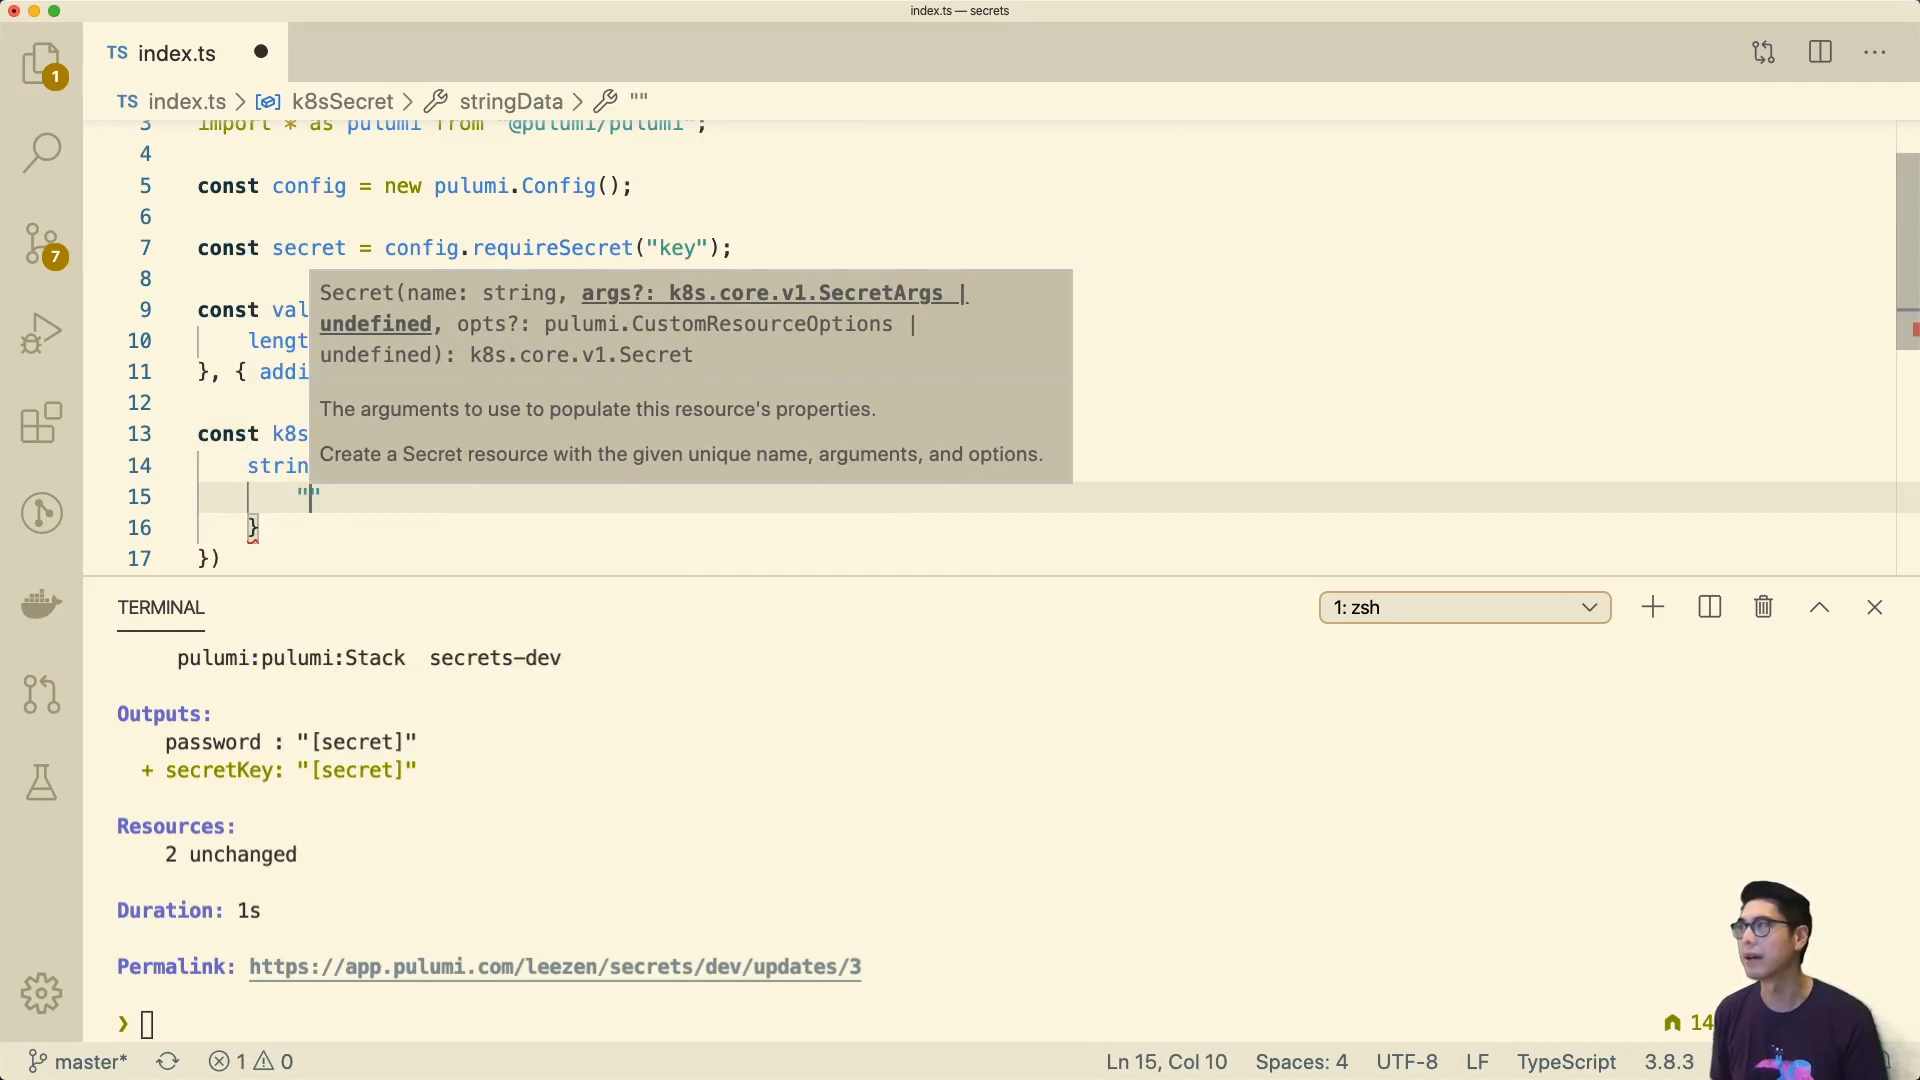 index.ts — secrets
1
TS index.ts
TS index.ts k8sSecret stringData ""
3 import * as pulumi from "@pulumi/pulumi";
4
5 const config = new pulumi.Config();
6
7 const secret = config.requireSecret("key");
7
8
Secret(name: string, args?: k8s.core.v1.SecretArgs |
9 const val
undefined, opts?: pulumi.CustomResourceOptions |
10 lengt
undefined): k8s.core.v1.Secret
11 }, { addi
12
The arguments to use to populate this resource's properties.
13 const k8s
Create a Secret resource with the given unique name, arguments, and options.
14 strin
15 ""
16 }
17 })
TERMINAL
1: zsh
pulumi:pulumi:Stack secrets-dev
Outputs:
password : "[secret]"
+ secretKey: "[secret]"
Resources:
2 unchanged
Duration: 1s
Permalink: https://app.pulumi.com/leezen/secrets/dev/updates/3
❯
14
master* 1 0 Ln 15, Col 10 Spaces: 4 UTF-8 LF TypeScript 3.8.3